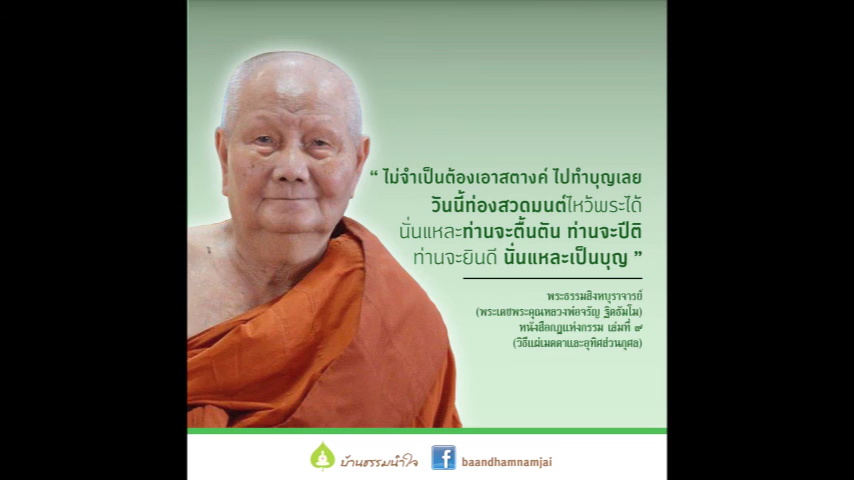 “ ไม่จำเป็นต้องเอาสตางค์ ไปทำบุญเลย
วันนี้ท่องสวดมนต์ไหว้พระได้
นั่นแหละท่านจะตื้นตัน ท่านจะปีติ
ท่านจะยินดี นั่นแหละเป็นบุญ ”
พระธรรมสิงหบุราจารย์
(พระเดชพระคุณหลวงพ่อจรัญ ฐิตธัมโม)
หนังสือกฎแห่งกรรม เล่มที่ ๙
(วิธีแผ่เมตตาและอุทิศส่วนกุศล)
บ้านธรรมนำใจ
f baandhamnamjai